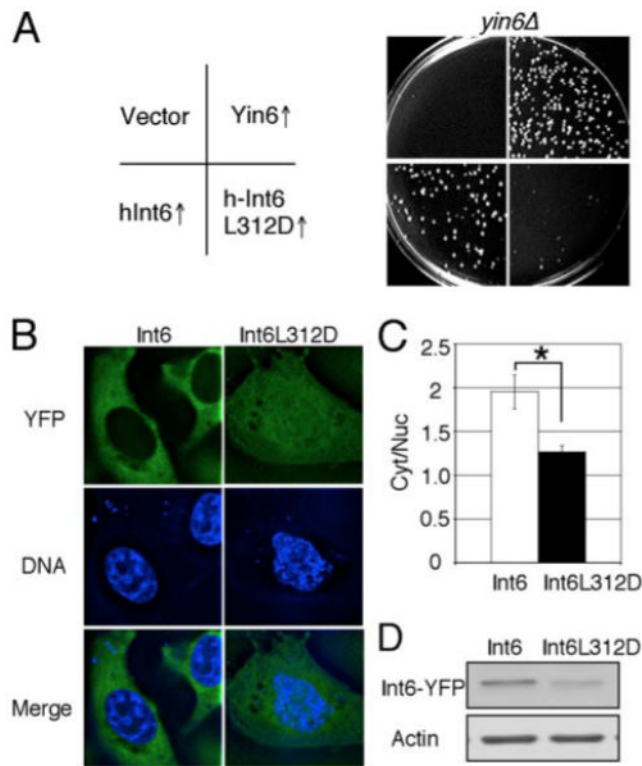 A
yin6Δ
Vector
Yin6↑
hInt6↑
h-Int6
L312D↑
B
Int6
Int6L312D
YFP
DNA
Merge
C
*
Cyt/Nuc
2.5
2
1.5
1.0
0.5
0
Int6
Int6L312D
D
Int6
Int6L312D
Int6-YFP
Actin